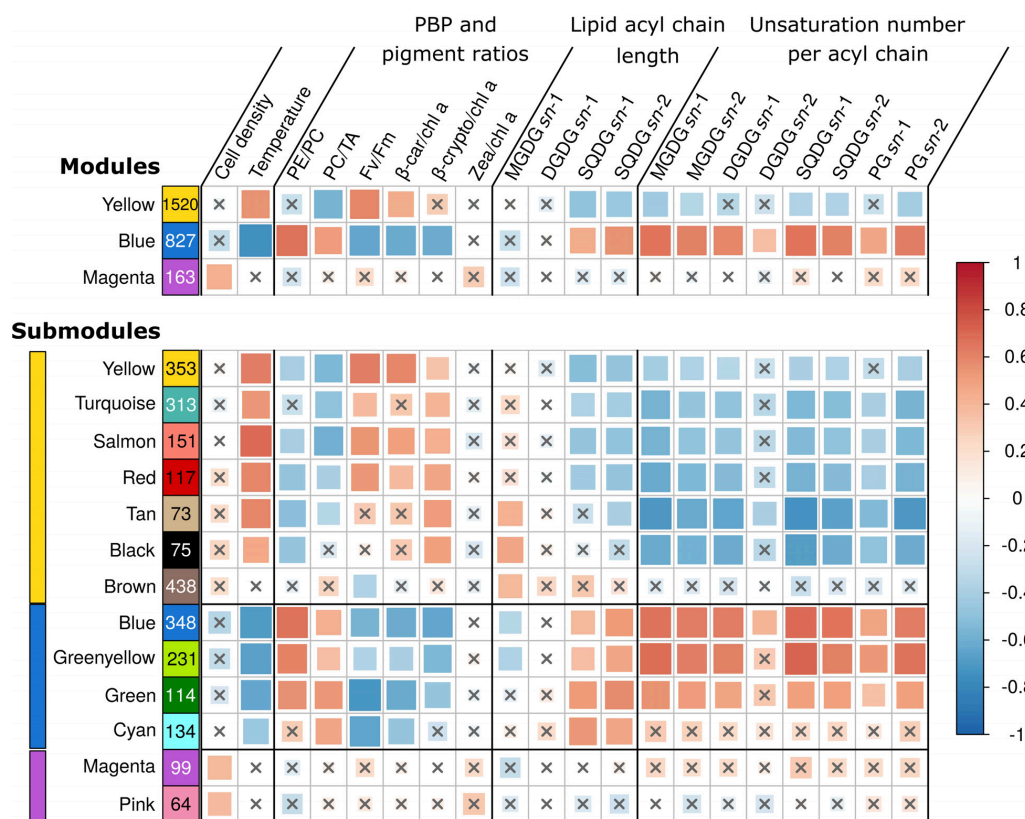 PBP and
pigment ratios
Lipid acyl chain
length
Unsaturation number
per acyl chain
Cell density
Temperature
PE/PC
PC/TA
Fv/Fm
β-car/chl a
β-crypto/chl a
Zea/chl a
MGDG sn-1
DGDG sn-1
SQDG sn-1
SQDG sn-2
MGDG sn-1
MGDG sn-2
DGDG sn-1
DGDG sn-2
SQDG sn-1
SQDG sn-2
PG sn-1
PG sn-2
Modules
Yellow 1520
Blue 827
Magenta 163
Submodules
Yellow 353
Turquoise 313
Salmon 151
Red 117
Tan 73
Black 75
Brown 438
Blue 348
Greenyellow 231
Green 114
Cyan 134
Magenta 99
Pink 64
1
0.8
0.6
0.4
0.2
0
-0.2
-0.4
-0.6
-0.8
-1